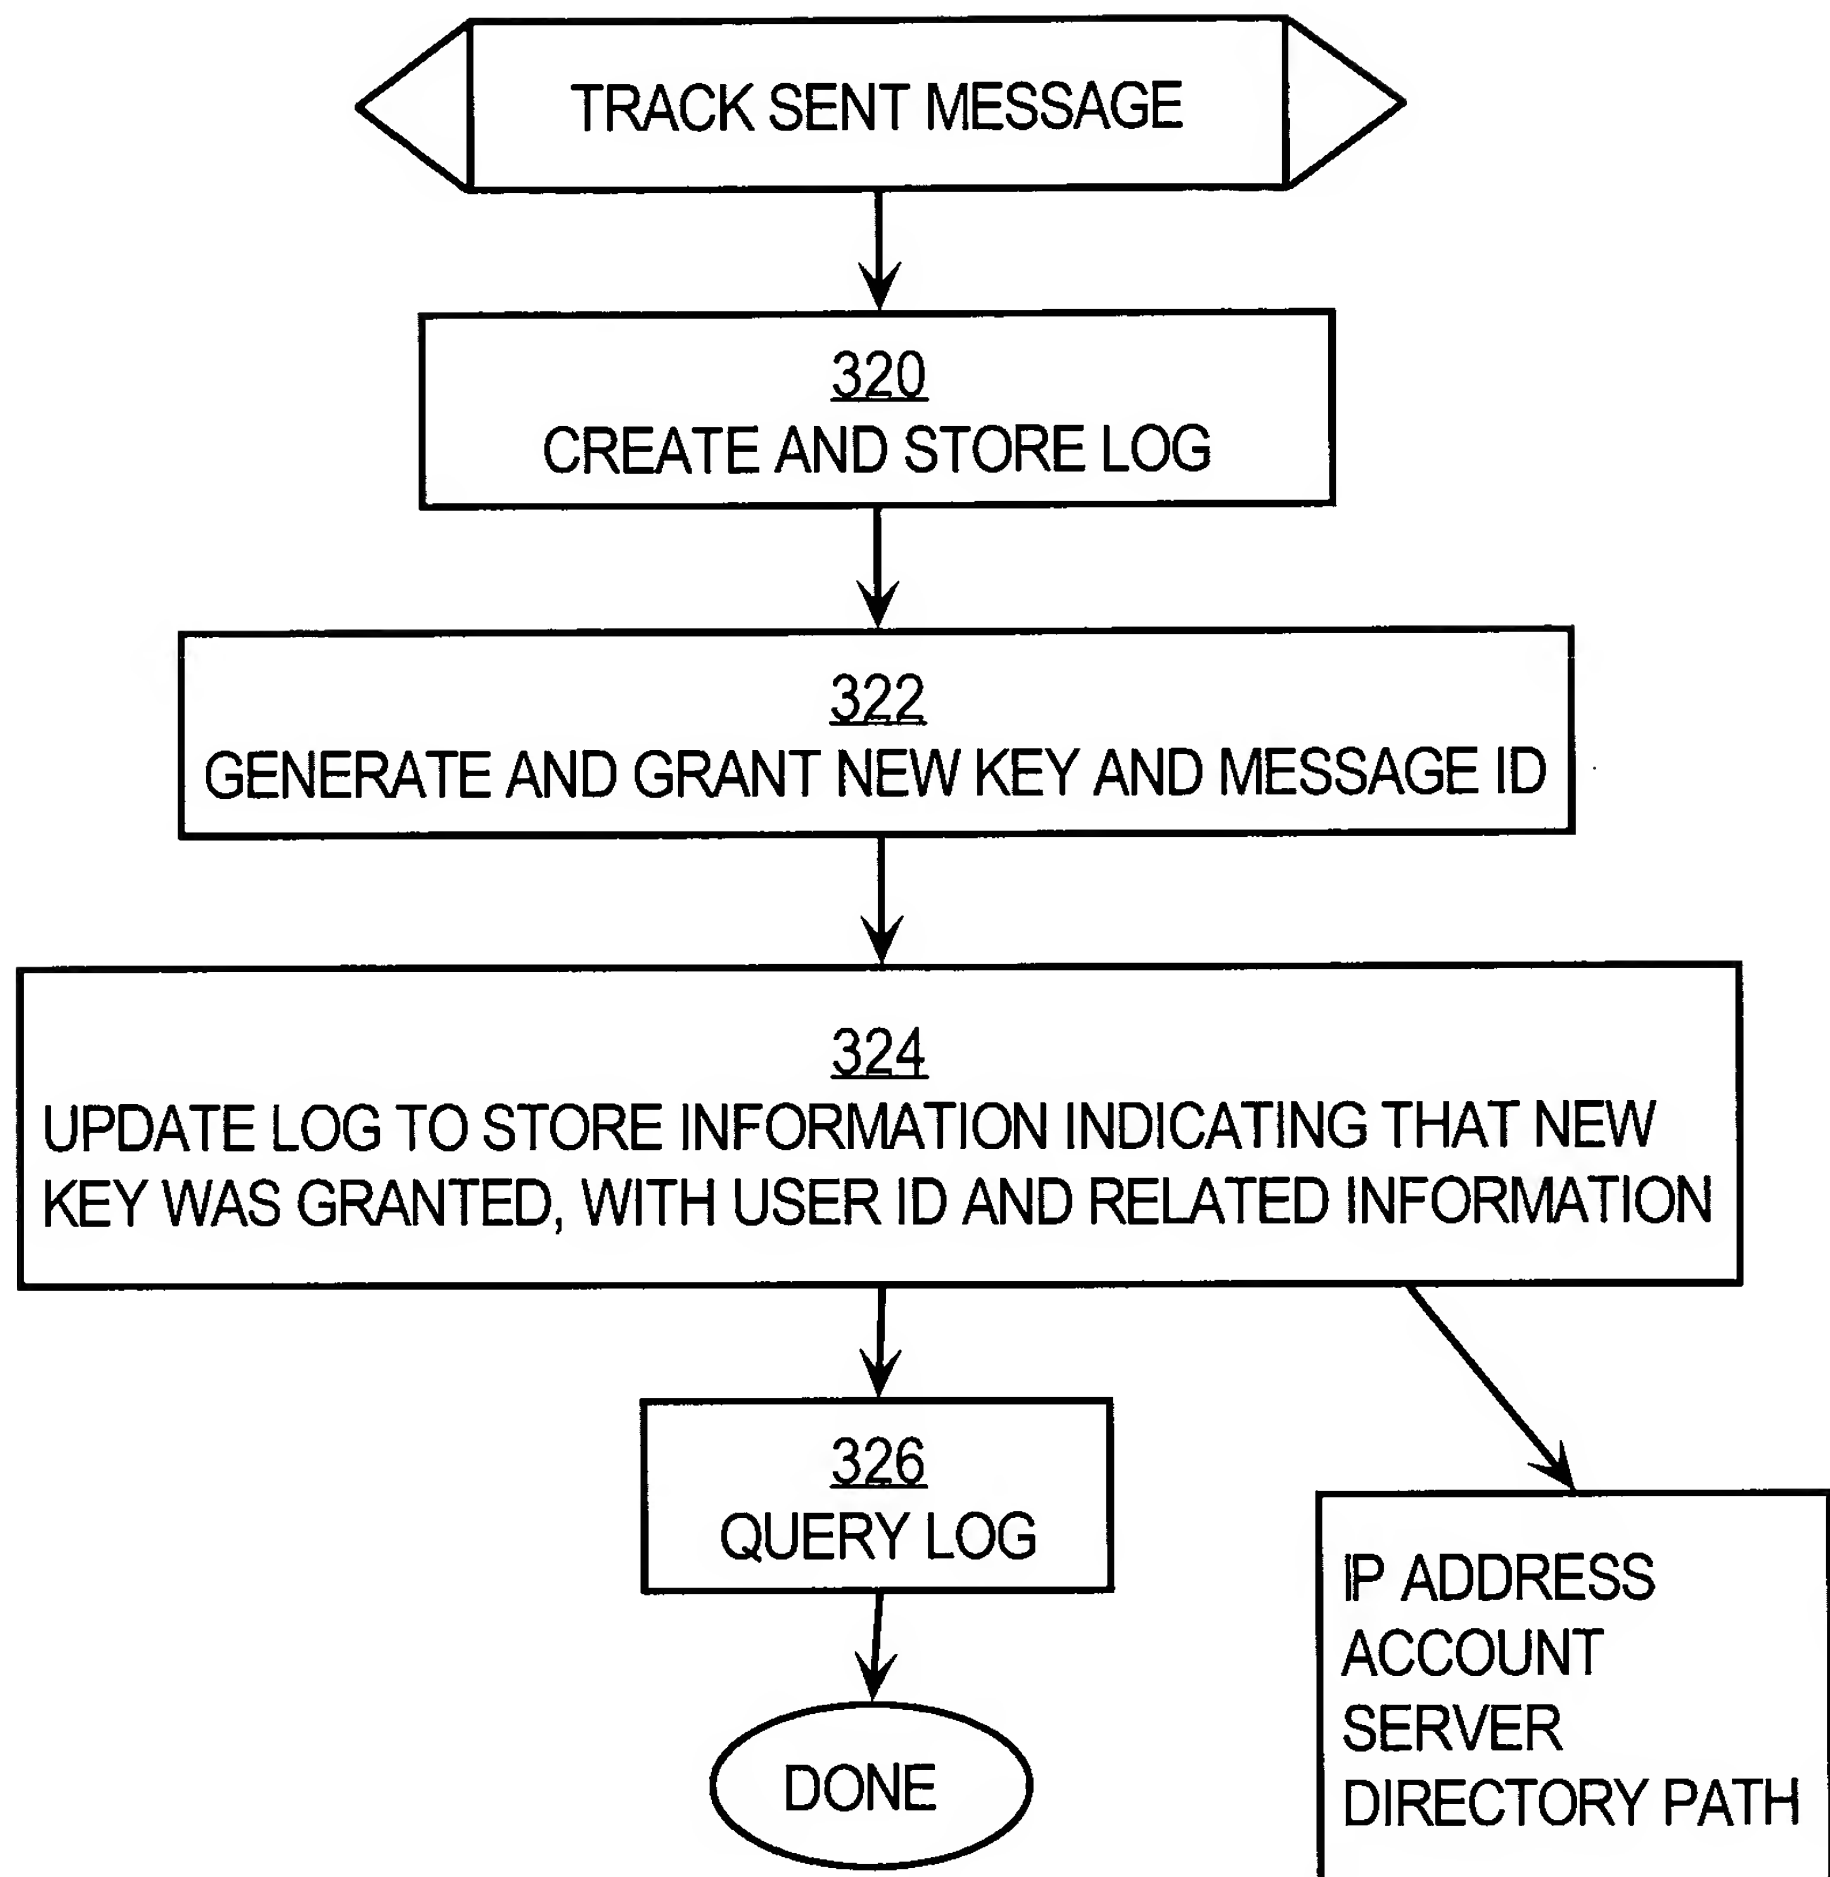 TRACK SENT MESSAGE
320
CREATE AND STORE LOG
322
GENERATE AND GRANT NEW KEY AND MESSAGE ID
324
UPDATE LOG TO STORE INFORMATION INDICATING THAT NEW
KEY WAS GRANTED, WITH USER ID AND RELATED INFORMATION
326
QUERY LOG
DONE
IP ADDRESS
ACCOUNT
SERVER
DIRECTORY PATH